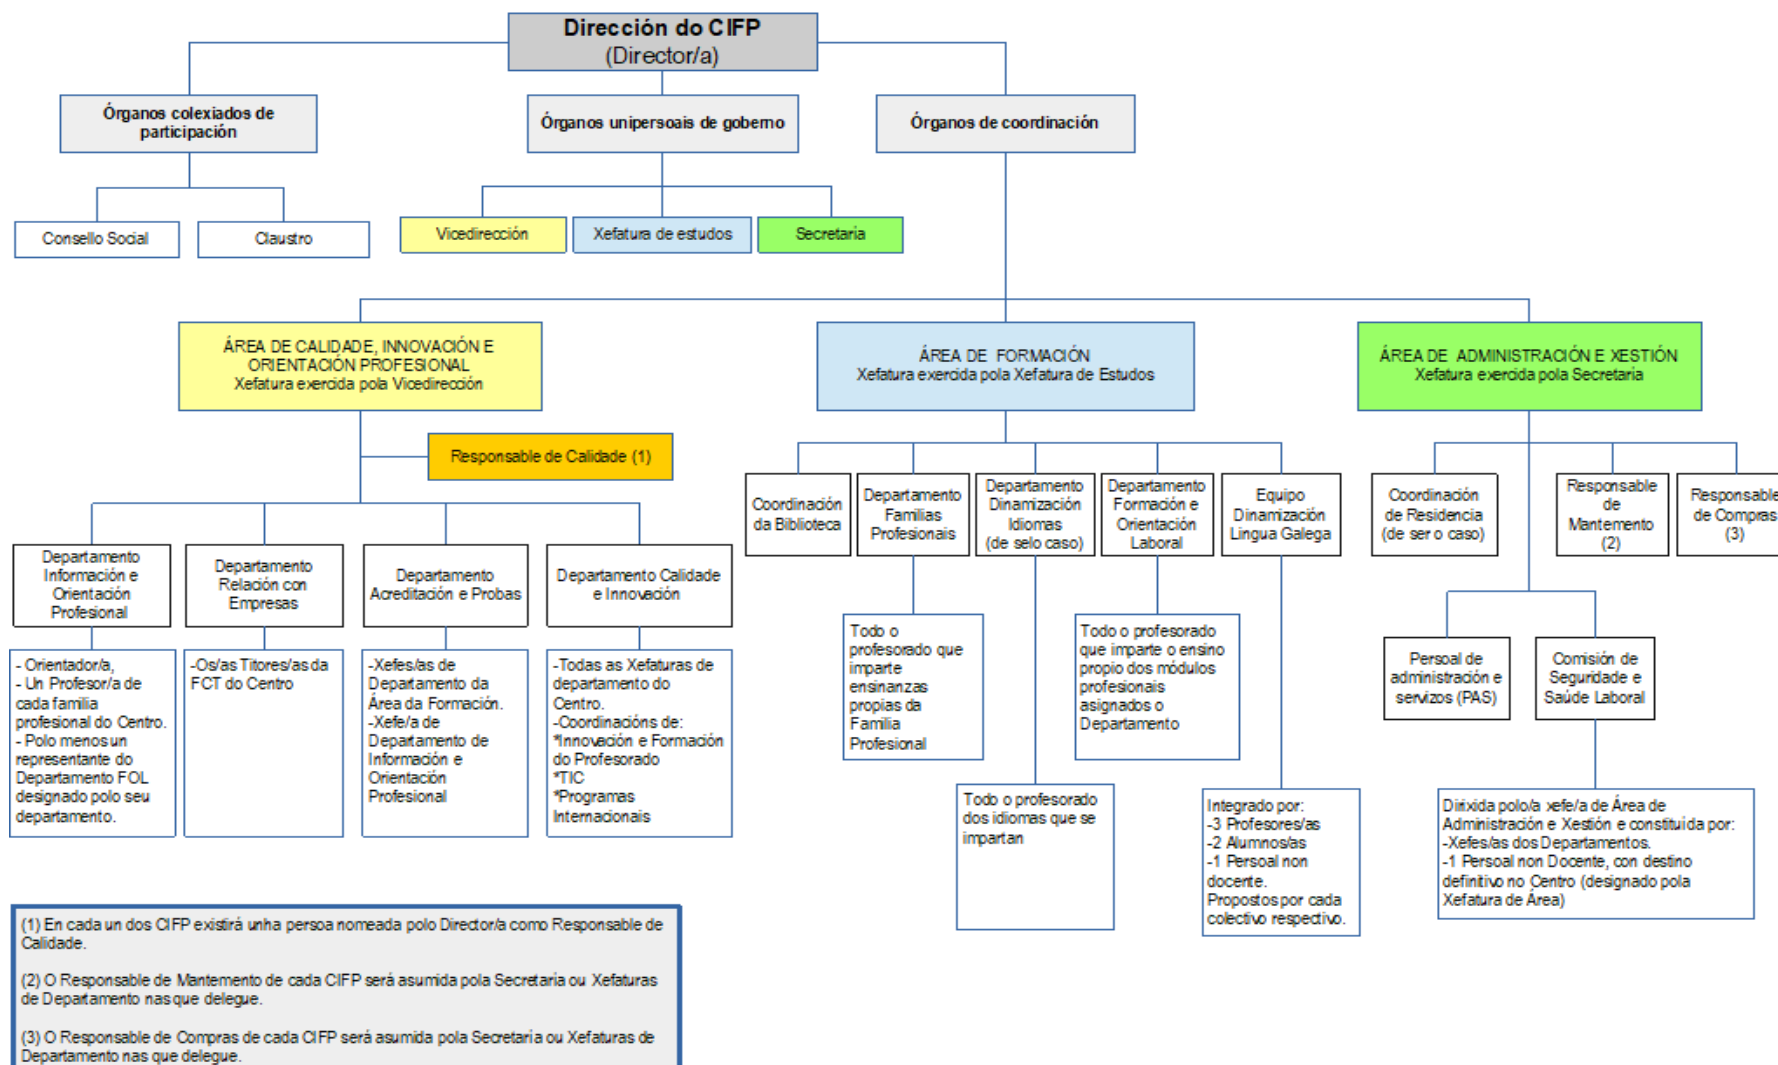 Dirección do CIFP
(Director/a)
Órganos colexiados de
participación
Órganos unipersoais de goberno
Órganos de coordinación
Consello Social
Claustro
Vicedirección
Xefatura de estudos
Secretaría
ÁREA DE CALIDADE, INNOVACIÓN E
ORIENTACIÓN PROFESIONAL
Xefatura exercida pola Vicedirección
ÁREA DE FORMACIÓN
Xefatura exercida pola Xefatura de Estudos
ÁREA DE ADMINISTRACIÓN E XESTIÓN
Xefatura exercida pola Secretaría
Responsable de Calidade (1)
Departamento
Información e
Orientación
Profesional
Departamento
Relación con
Empresas
Departamento
Acreditación e Probas
Departamento Calidade
e Innovación
- Orientador/a,
- Un Profesor/a de
cada familia
profesional do Centro.
- Polo menos un
representante do
Departamento FOL
designado polo seu
departamento.
-Os/as Titores/as da
FCT do Centro
-Xefes/as de
Departamento da
Área da Formación.
-Xefe/a de
Departamento de
Información e
Orientación
Profesional
-Todas as Xefaturas de
departamento do
Centro.
-Coordinacións de:
*Innovación e Formación
do Profesorado
*TIC
*Programas
Internacionais
Coordinación
da Biblioteca
Departamento
Familias
Profesionais
Departamento
Dinamización
Idiomas
(de selo caso)
Departamento
Formación e
Orientación
Laboral
Equipo
Dinamización
Lingua Galega
Todo o
profesorado que
imparte
ensinanzas
propias da
Familia
Profesional
Todo o profesorado
dos idiomas que se
impartan
Todo o profesorado
que imparte o ensino
propio dos módulos
profesionais
asignados o
Departamento
Integrado por:
-3 Profesores/as
-2 Alumnos/as
-1 Persoal non
docente.
Propostos por cada
colectivo respectivo.
Coordinación
de Residencia
(de ser o caso)
Responsable
de
Mantemento
(2)
Responsable
de Compras
(3)
Persoal de
administración e
servizos (PAS)
Comisión de
Seguridade e
Saúde Laboral
Dirixida polo/a xefe/a de Área de
Administración e Xestión e constituída por:
-Xefes/as dos Departamentos.
-1 Persoal non Docente, con destino
definitivo no Centro (designado pola
Xefatura de Área)
(1) En cada un dos CIFP existirá unha persoa nomeada polo Director/a como Responsable de
Calidade.
(2) O Responsable de Mantemento de cada CIFP será asumida pola Secretaría ou Xefaturas
de Departamento nas que delegue.
(3) O Responsable de Compras de cada CIFP será asumida pola Secretaría ou Xefaturas de
Departamento nas que delegue.